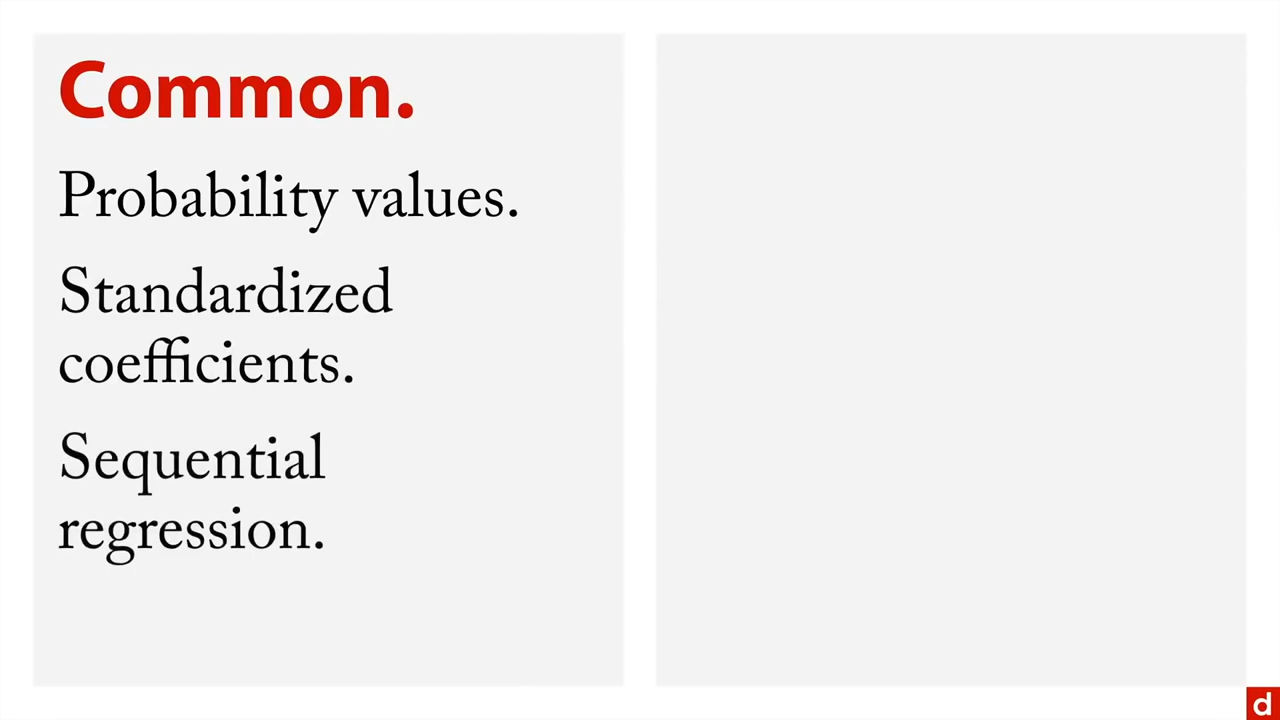 Common.
Probability values.
Standardized
coefficients.
Sequential
regression.
d